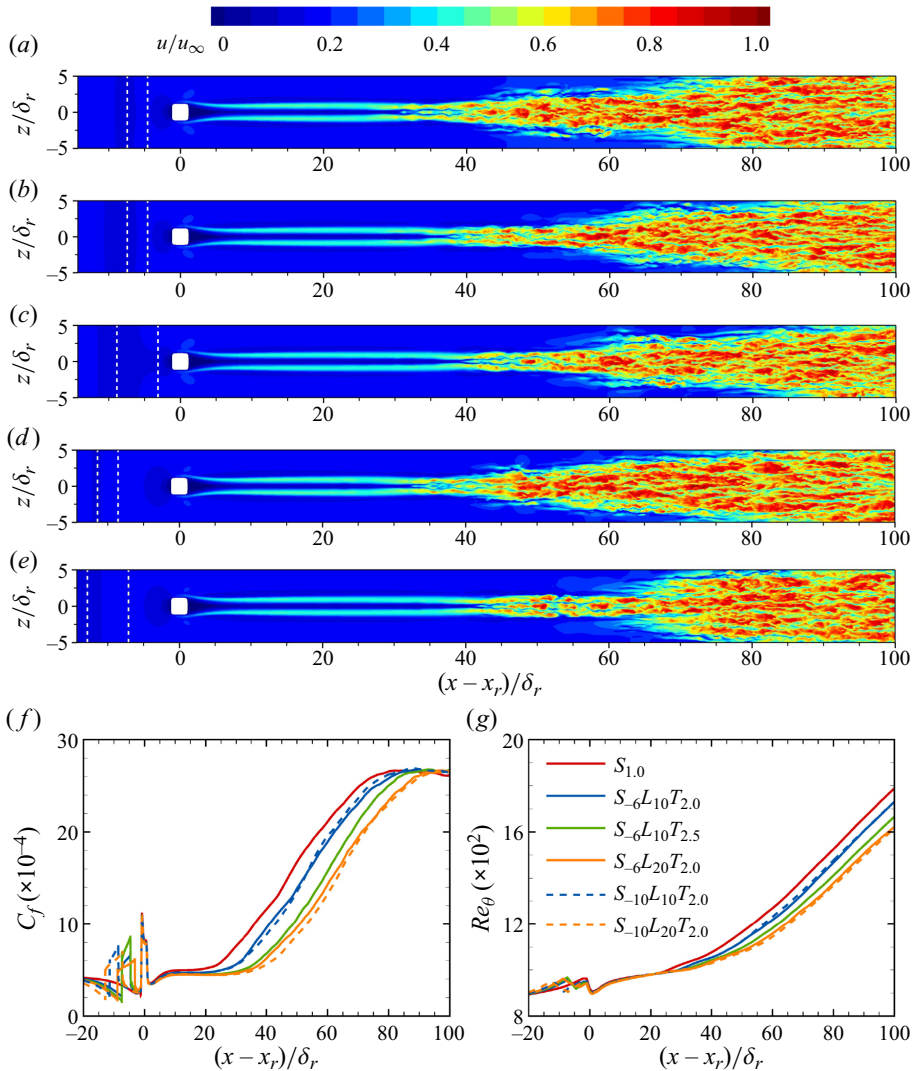 u/u∞ 0 0.2 0.4 0.6 0.8 1.0
(a)
5
z/δr 0
−5
0 20 40 60 80 100
(b)
5
z/δr 0
−5
0 20 40 60 80 100
(c)
5
z/δr 0
−5
0 20 40 60 80 100
(d)
5
z/δr 0
−5
0 20 40 60 80 100
(e)
5
z/δr 0
−5
0 20 40 60 80 100
(x − xr)/δr
(f)
30
20
Cf (×10−4)
10
0
−20 0 20 40 60 80 100
(x − xr)/δr
(g)
20
16
Reθ (×10²)
12
8
−20 0 20 40 60 80 100
(x − xr)/δr
S1.0
S−6L10T2.0
S−6L10T2.5
S−6L20T2.0
S−10L10T2.0
S−10L20T2.0